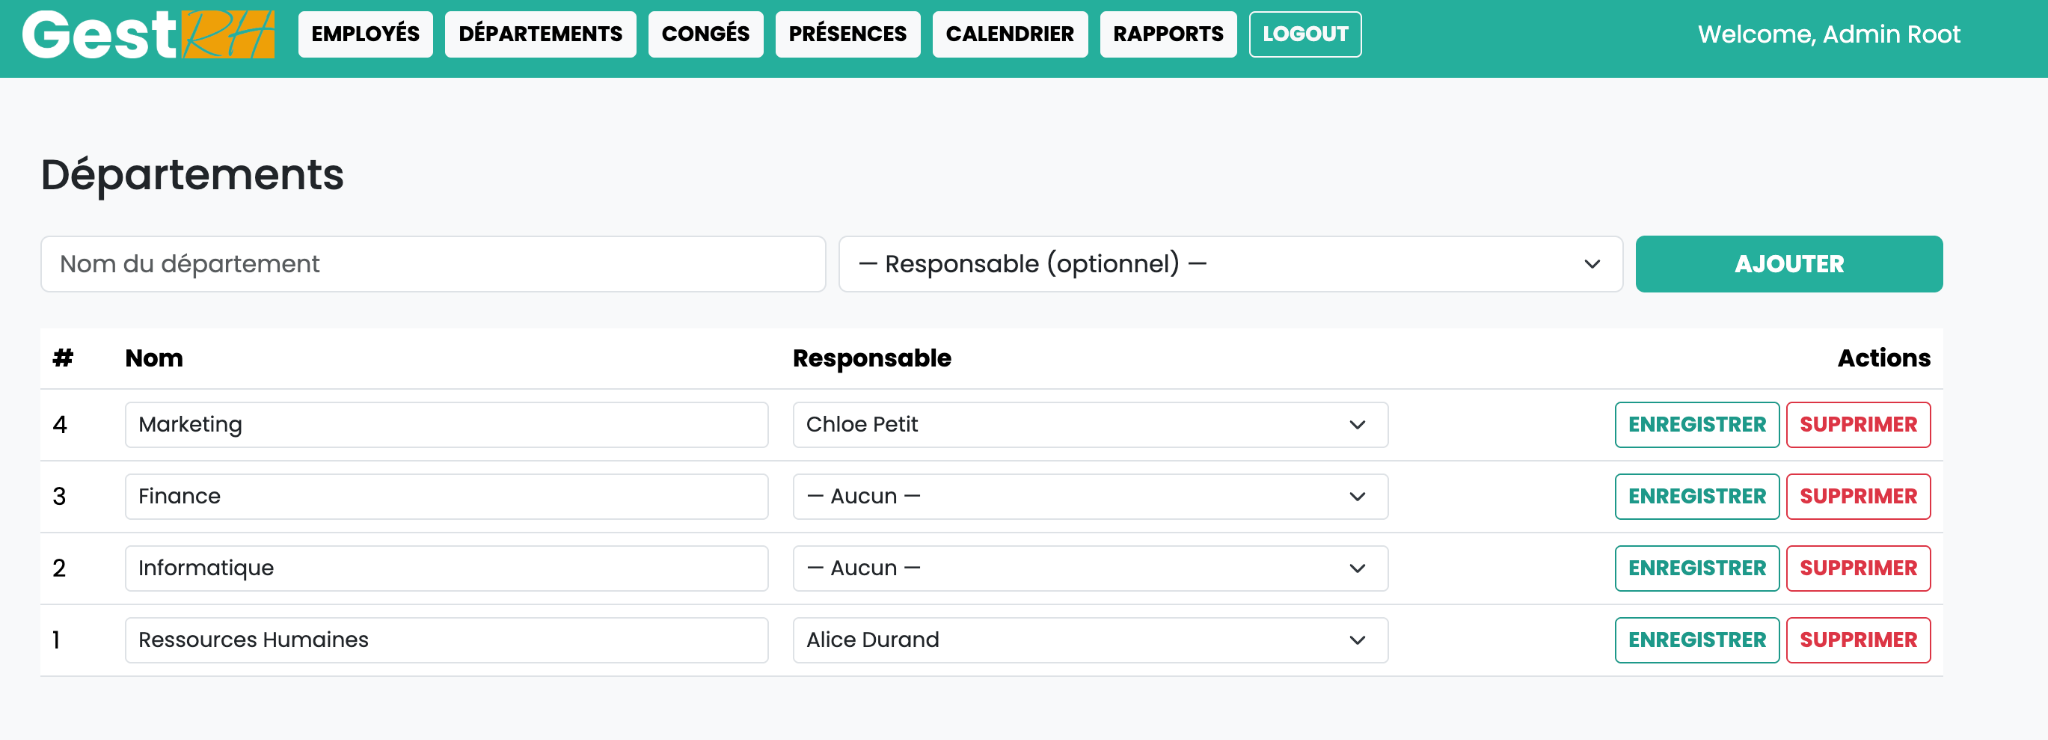 GestRH EMPLOYÉS DÉPARTEMENTS CONGÉS PRÉSENCES CALENDRIER RAPPORTS LOGOUT Welcome, Admin Root
Départements
Nom du département — Responsable (optionnel) — AJOUTER
# Nom Responsable Actions
4 Marketing Chloe Petit ENREGISTRER SUPPRIMER
3 Finance — Aucun — ENREGISTRER SUPPRIMER
2 Informatique — Aucun — ENREGISTRER SUPPRIMER
1 Ressources Humaines Alice Durand ENREGISTRER SUPPRIMER